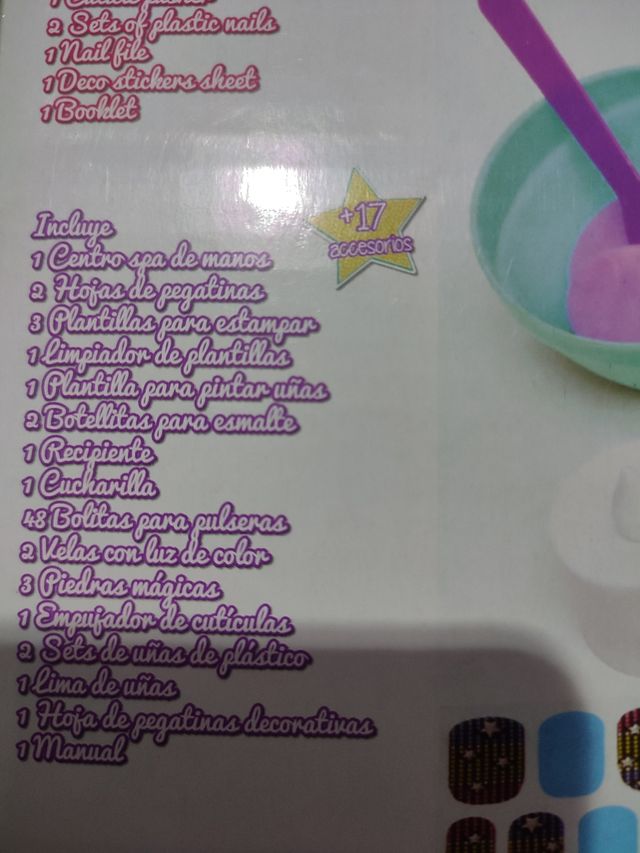 2 Sets of plastic nails
1 Nail file
1 Deco stickers sheet
1 Booklet
+17
accesorios
Incluye
1 Centro spa de manos
2 Hojas de pegatinas
3 Plantillas para estampar
1 Limpiador de plantillas
1 Plantilla para pintar uñas
2 Botellitas para esmalte
1 Recipiente
1 Cucharilla
48 Bolitas para pulseras
2 Velas con luz de color
3 Piedras mágicas
1 Empujador de cutículas
2 Sets de uñas de plástico
1 Lima de uñas
1 Hoja de pegatinas decorativas
1 Manual